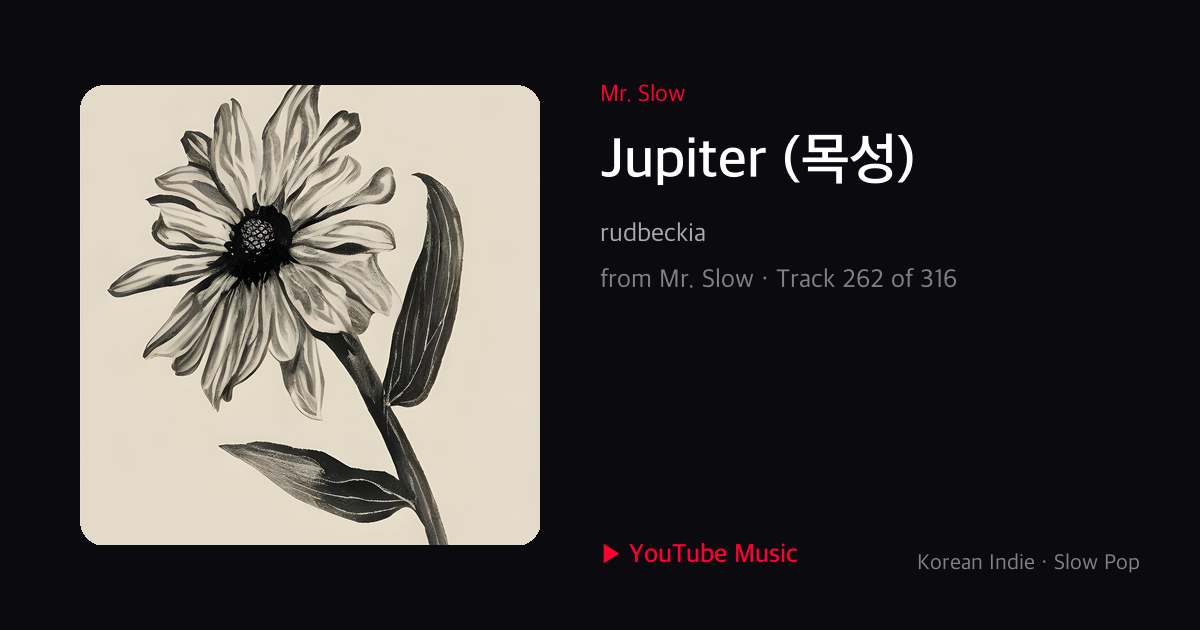 Mr. Slow
Jupiter (목성)
rudbeckia
from Mr. Slow · Track 262 of 316
▶ YouTube Music
Korean Indie · Slow Pop